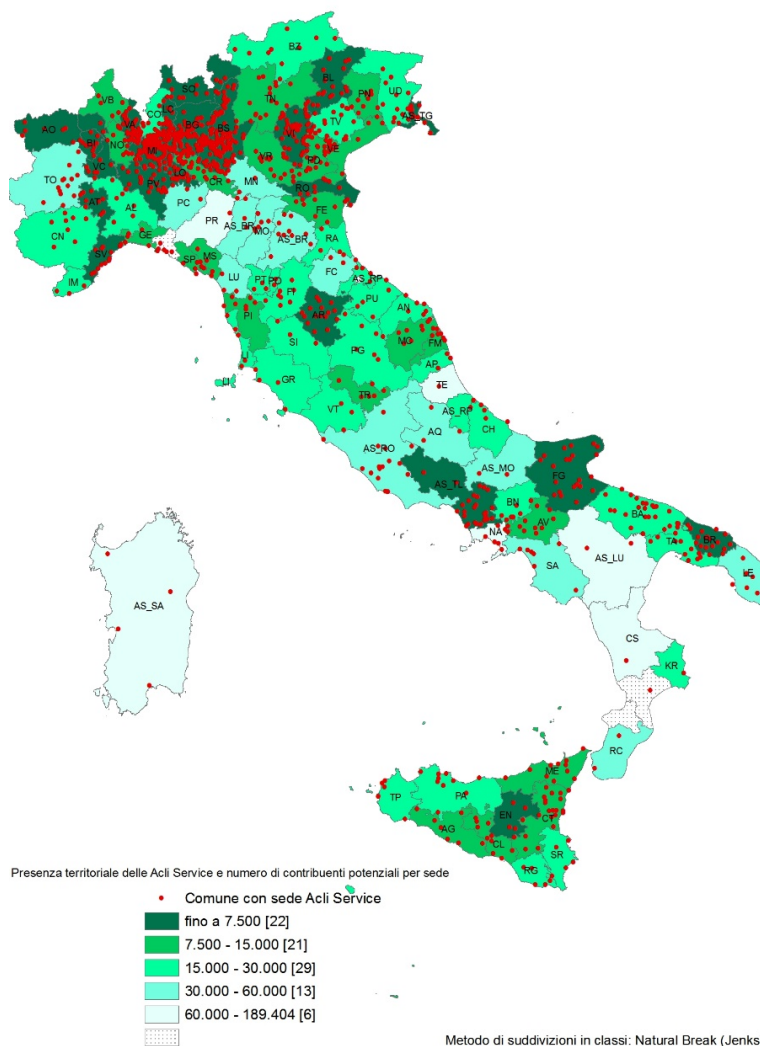 BZ
SO
BL
VB
TN
PN
UD
LC
CO
VA
BG
BS
VI
TV
AS_TG
AO
BI
NO
MI
VR
PD
VE
VC
LO
TO
PV
CR
MN
RO
AT
AL
PC
FE
PR
AS_BR
MO
AS_BR
CN
GE
RA
SV
SP
MS
FC
AS_RP
IM
LU
PT
PO
FI
PU
AN
PI
AR
SI
PG
MC
FM
LI
AP
GR
TE
LI
VT
TR
AS_RP
CH
AQ
AS_RO
AS_MO
AS_TL
FG
BN
BA
NA
AV
TA
BR
AS_LU
SA
LE
AS_SA
CS
KR
RC
ME
TP
PA
EN
CT
AG
CL
SR
RG
Presenza territoriale delle Acli Service e numero di contribuenti potenziali per sede
Comune con sede Acli Service
fino a 7.500 [22]
7.500 - 15.000 [21]
15.000 - 30.000 [29]
30.000 - 60.000 [13]
60.000 - 189.404 [6]
Metodo di suddivizioni in classi: Natural Break (Jenks